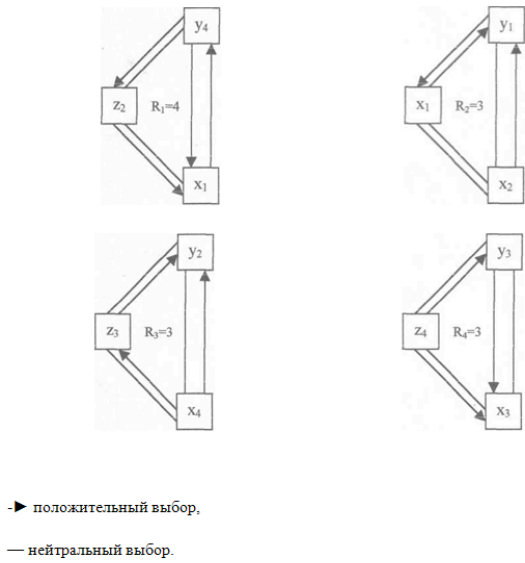 y4
y1
z2
R1=4
x1
R2=3
x1
x2
y2
y3
z3
R3=3
z4
R4=3
x4
x3
-► положительный выбор,
— нейтральный выбор.